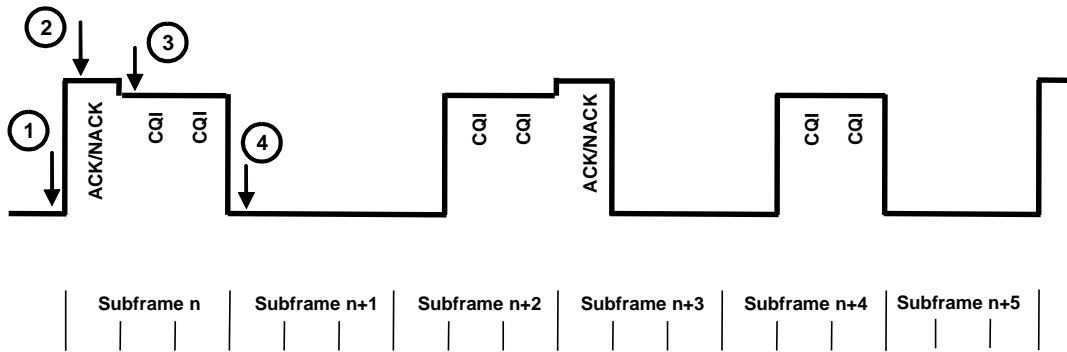 2
3
1
4
ACK/NACK
CQI
CQI
CQI
CQI
ACK/NACK
CQI
CQI
Subframe n
Subframe n+1
Subframe n+2
Subframe n+3
Subframe n+4
Subframe n+5